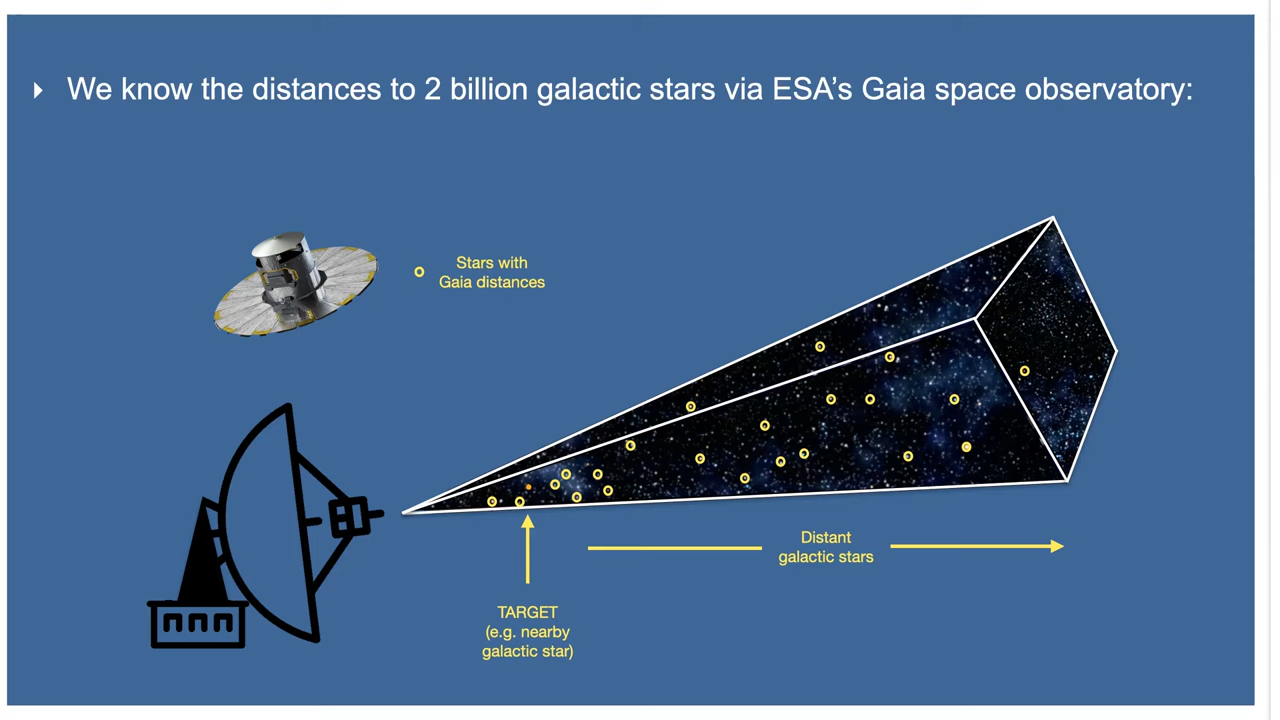 We know the distances to 2 billion galactic stars via ESA’s Gaia space observatory:
Stars with
Gaia distances
Distant
galactic stars
TARGET
(e.g. nearby
galactic star)